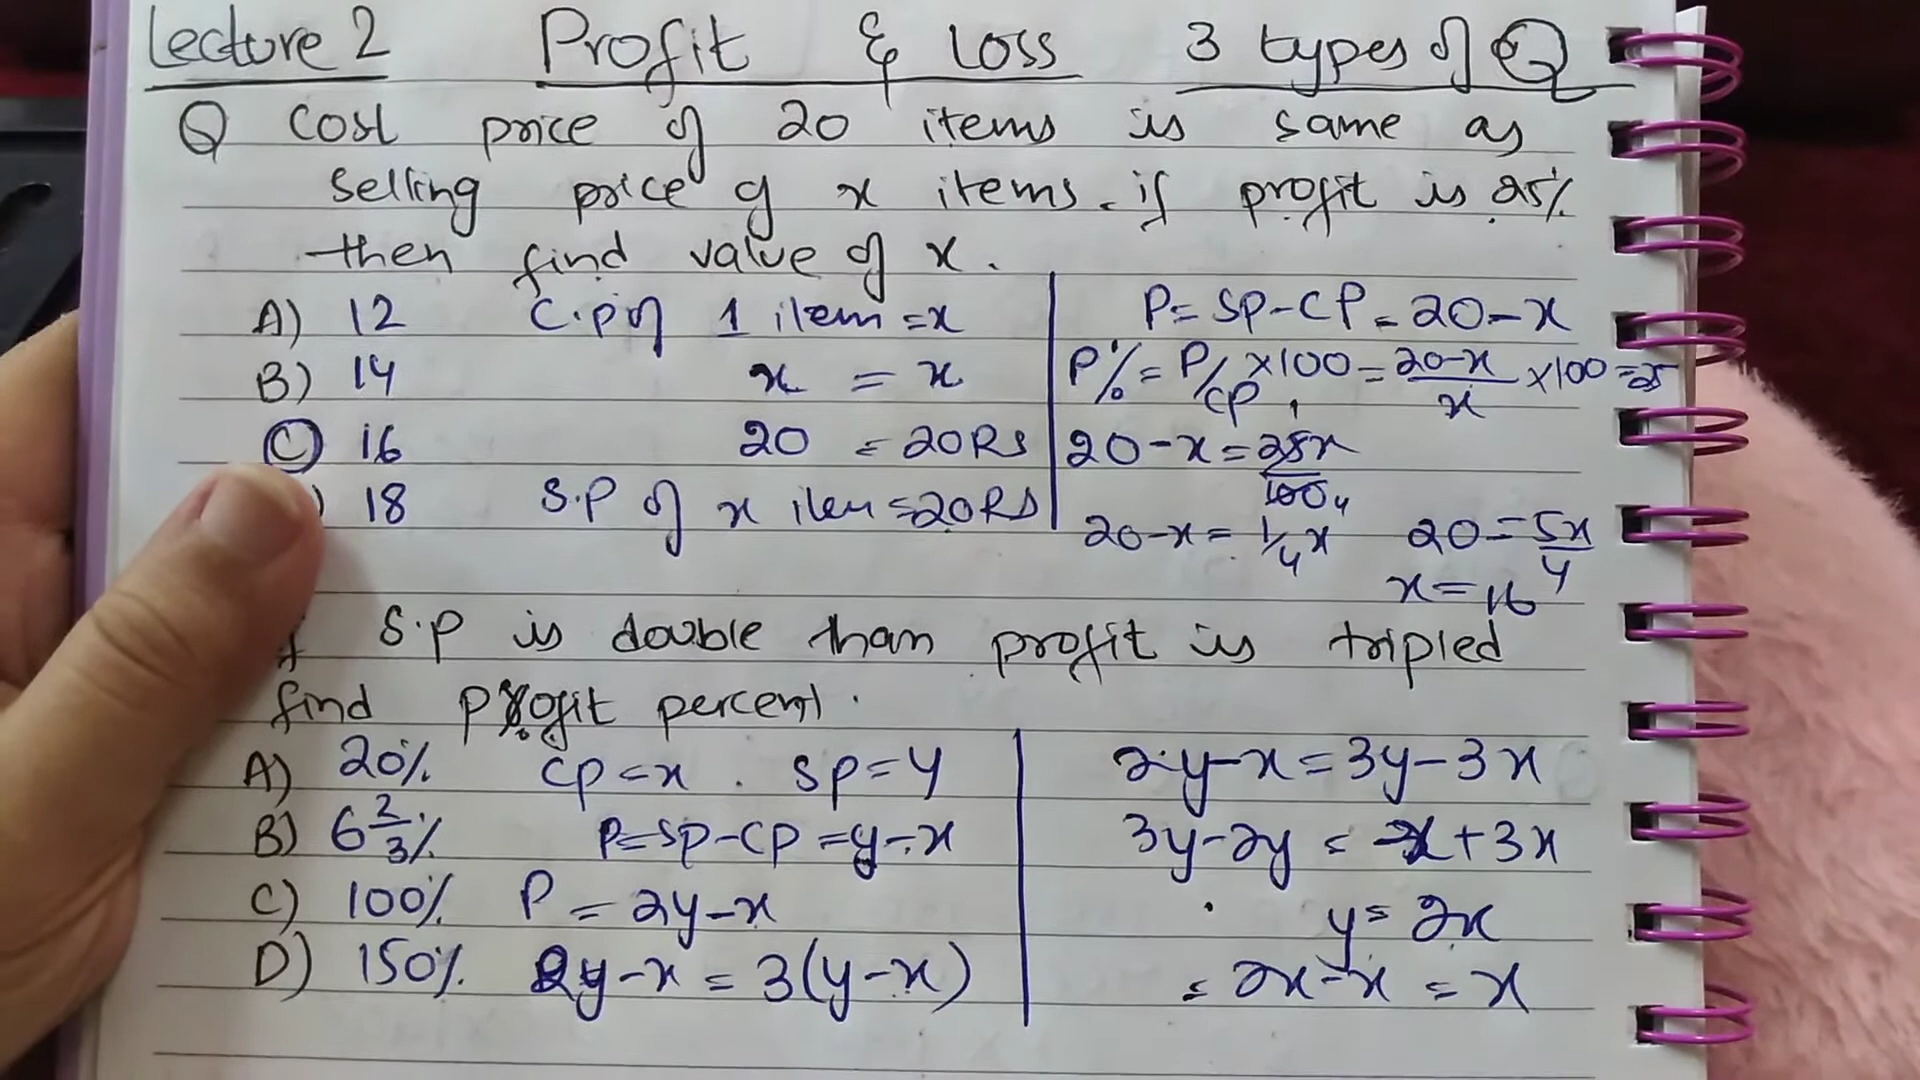 Lecture 2 Profit & Loss 3 types of Q
Q Cost price of 20 items is same as
selling price of x items. if profit is 25%
then find value of x.
A) 12 C.P of 1 item = x
B) 14 x = x
C) 16 20 = 20RS
) 18 S.P of x item = 20RS
P = SP-CP = 20-x
P% = P/CP ×100 = 20-x/x ×100 = 25
20-x = 25x/100 1 4
20-x = 1/4x 20 = 5x/4
x = 16
if S.P is double than profit is tripled
find profit percent.
A) 20% CP = x . SP = y
B) 6 2/3% P = SP-CP = y-x
C) 100% P = 2y-x
D) 150% 2y-x = 3(y-x)
2y-x = 3y-3x
3y-2y = -x+3x
y = 2x
= 2x-x = x